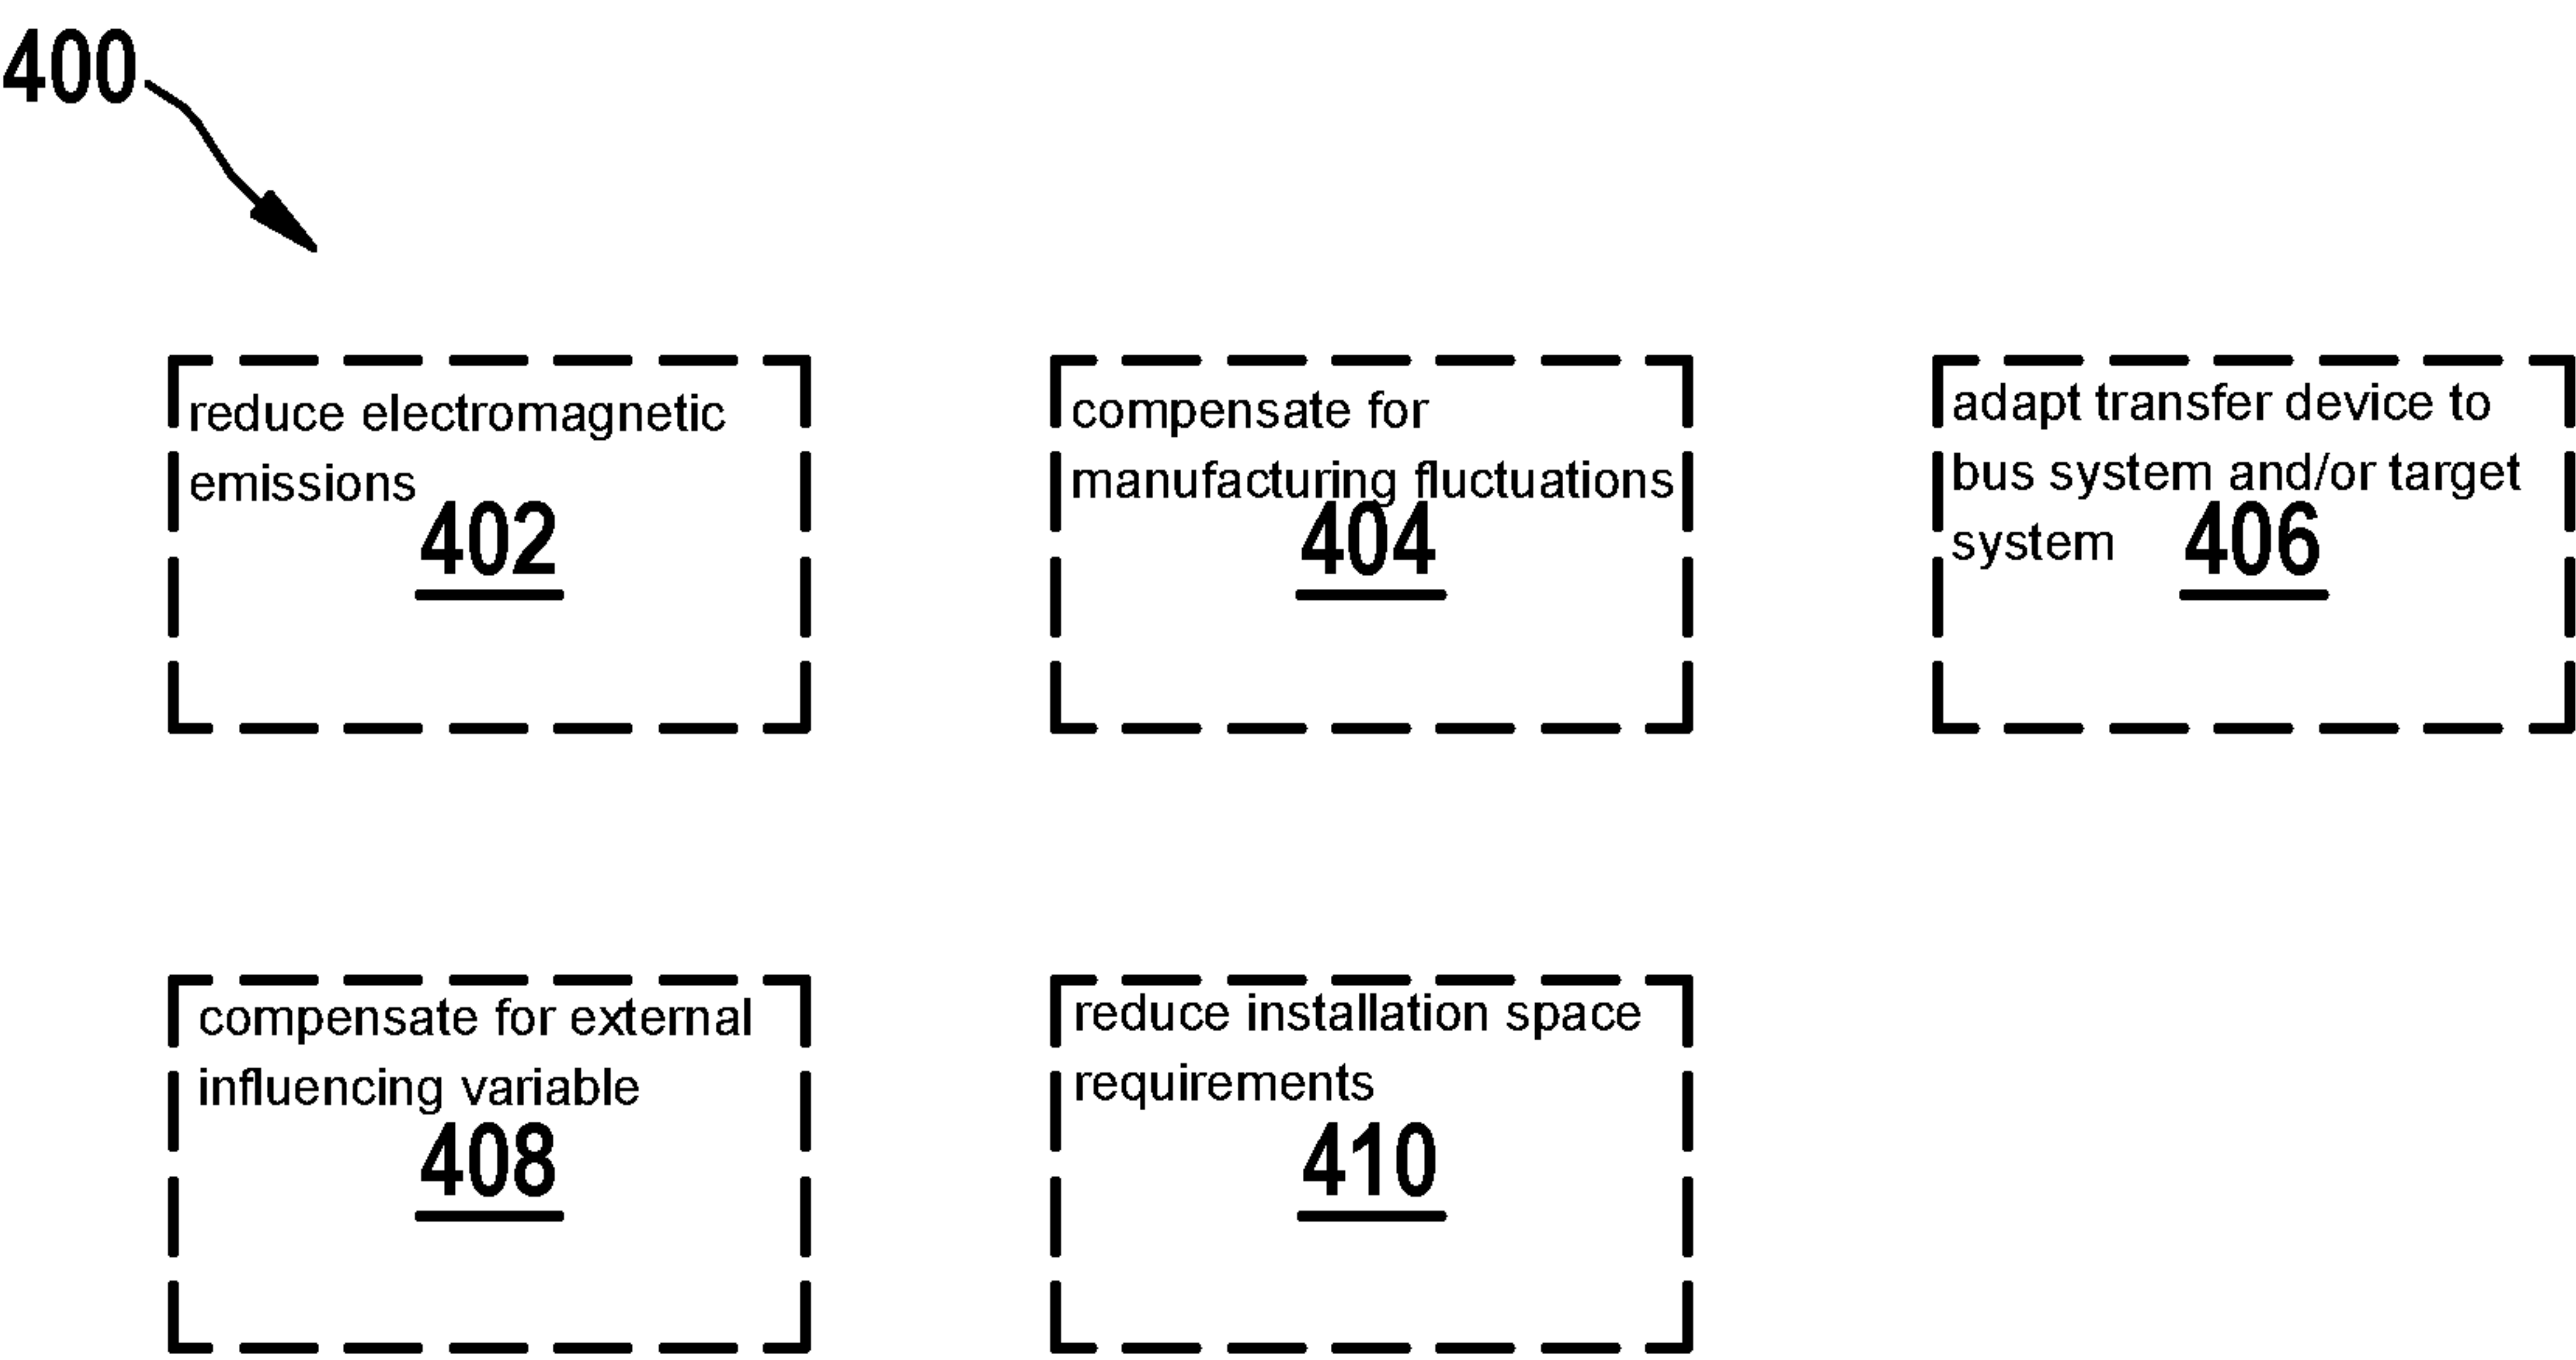 400
reduce electromagnetic
emissions
402
compensate for
manufacturing fluctuations
404
adapt transfer device to
bus system and/or target
system 406
compensate for external
influencing variable
408
reduce installation space
requirements
410